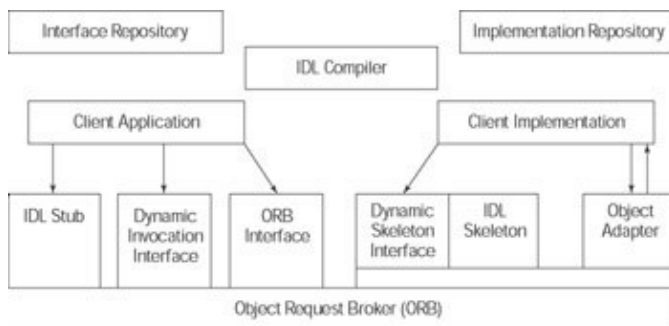 Interface Repository
Implementation Repository
IDL Compiler
Client Application
Client Implementation
IDL Stub
Dynamic
Invocation
Interface
ORB
Interface
Dynamic
Skeleton
Interface
IDL
Skeleton
Object
Adapter
Object Request Broker (ORB)